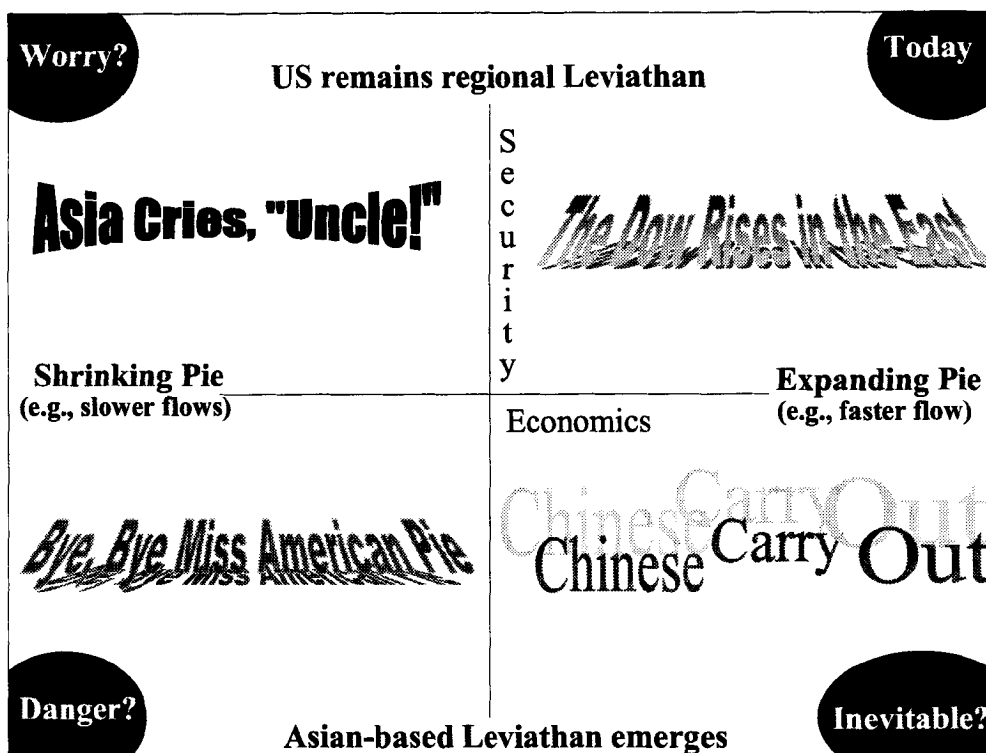 Worry?
Today
US remains regional Leviathan
Security
Asia Cries, "Uncle!"
The Dow Rises in the East
Shrinking Pie
(e.g., slower flows)
Expanding Pie
(e.g., faster flow)
Economics
Bye, Bye Miss American Pie
Chinese Carry Out
Danger?
Inevitable?
Asian-based Leviathan emerges